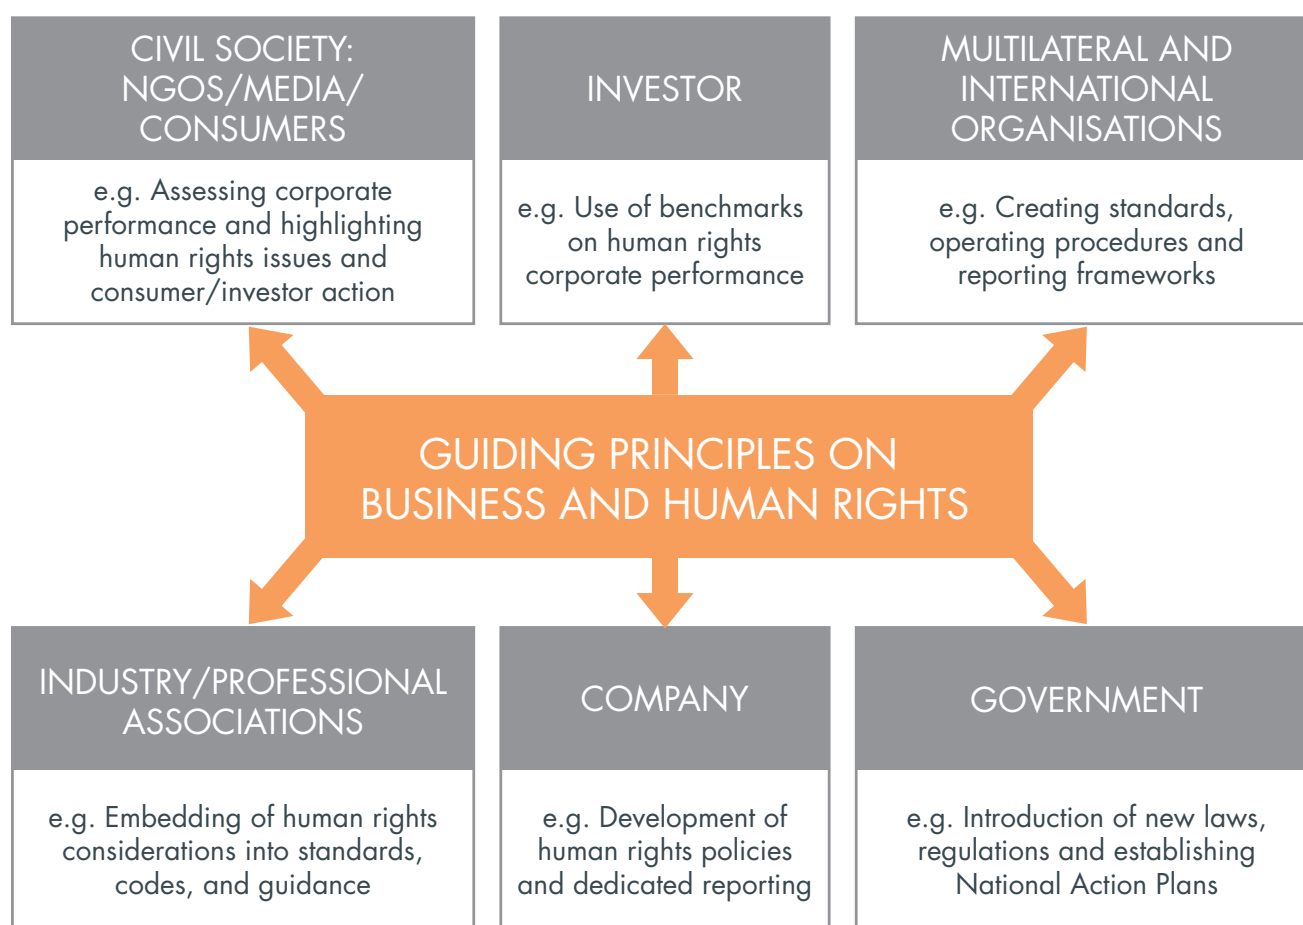 CIVIL SOCIETY:
NGOS/MEDIA/
CONSUMERS
e.g. Assessing corporate
performance and highlighting
human rights issues and
consumer/investor action
INVESTOR
e.g. Use of benchmarks
on human rights
corporate performance
MULTILATERAL AND
INTERNATIONAL
ORGANISATIONS
e.g. Creating standards,
operating procedures and
reporting frameworks
GUIDING PRINCIPLES ON
BUSINESS AND HUMAN RIGHTS
INDUSTRY/PROFESSIONAL
ASSOCIATIONS
e.g. Embedding of human rights
considerations into standards,
codes, and guidance
COMPANY
e.g. Development of
human rights policies
and dedicated reporting
GOVERNMENT
e.g. Introduction of new laws,
regulations and establishing
National Action Plans